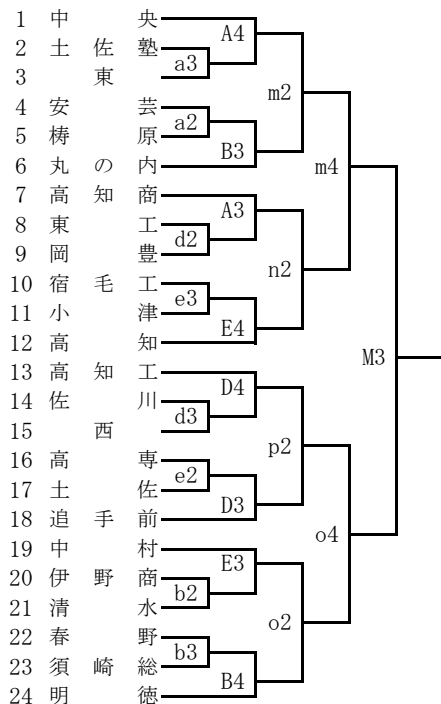 1 中央
2 土佐塾
3 東
4 安芸
5 梼原
6 丸の内
7 高知商
8 東工
9 岡豊
10 宿毛工
11 小津
12 高知
13 高知工
14 佐川
15 西
16 高専
17 土佐
18 追手前
19 中村
20 伊野商
21 清水
22 春野
23 須崎総
24 明徳
A4
a3
m2
a2
B3
m4
A3
d2
n2
e3
E4
M3
D4
d3
p2
e2
D3
o4
E3
b2
o2
b3
B4